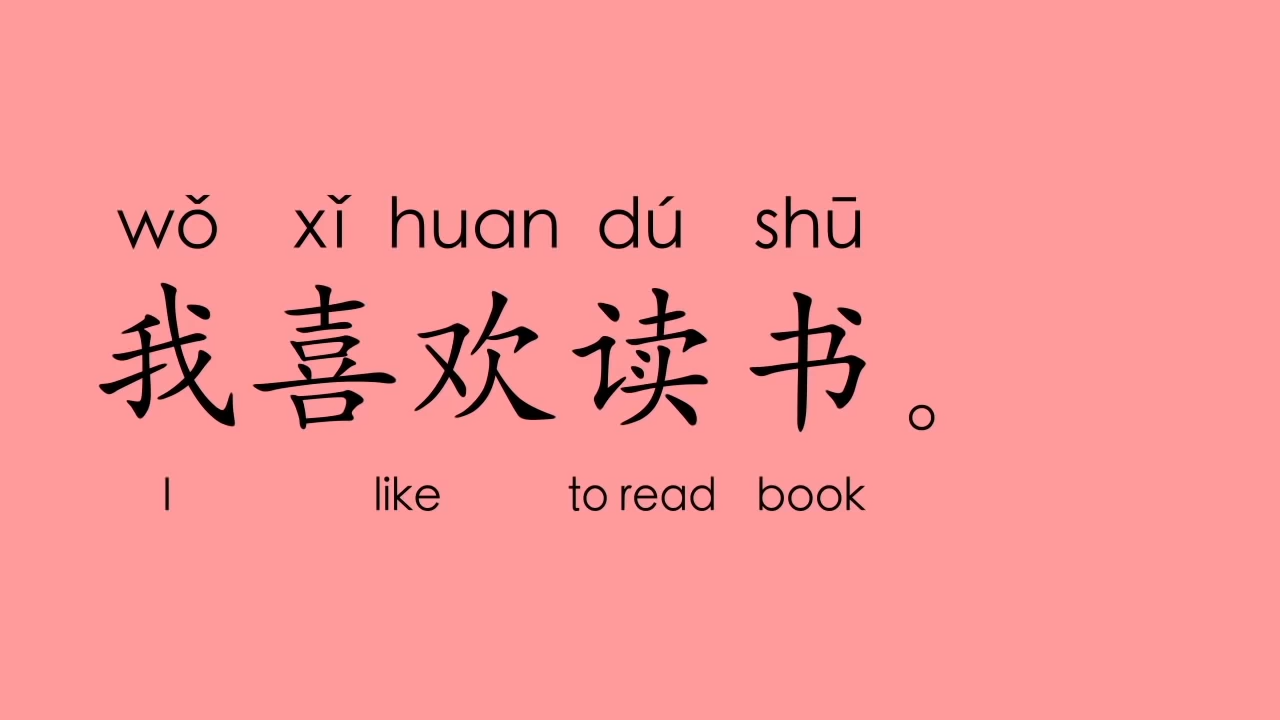 wǒ xǐ huan dú shū
我喜欢读书。
I like to read book